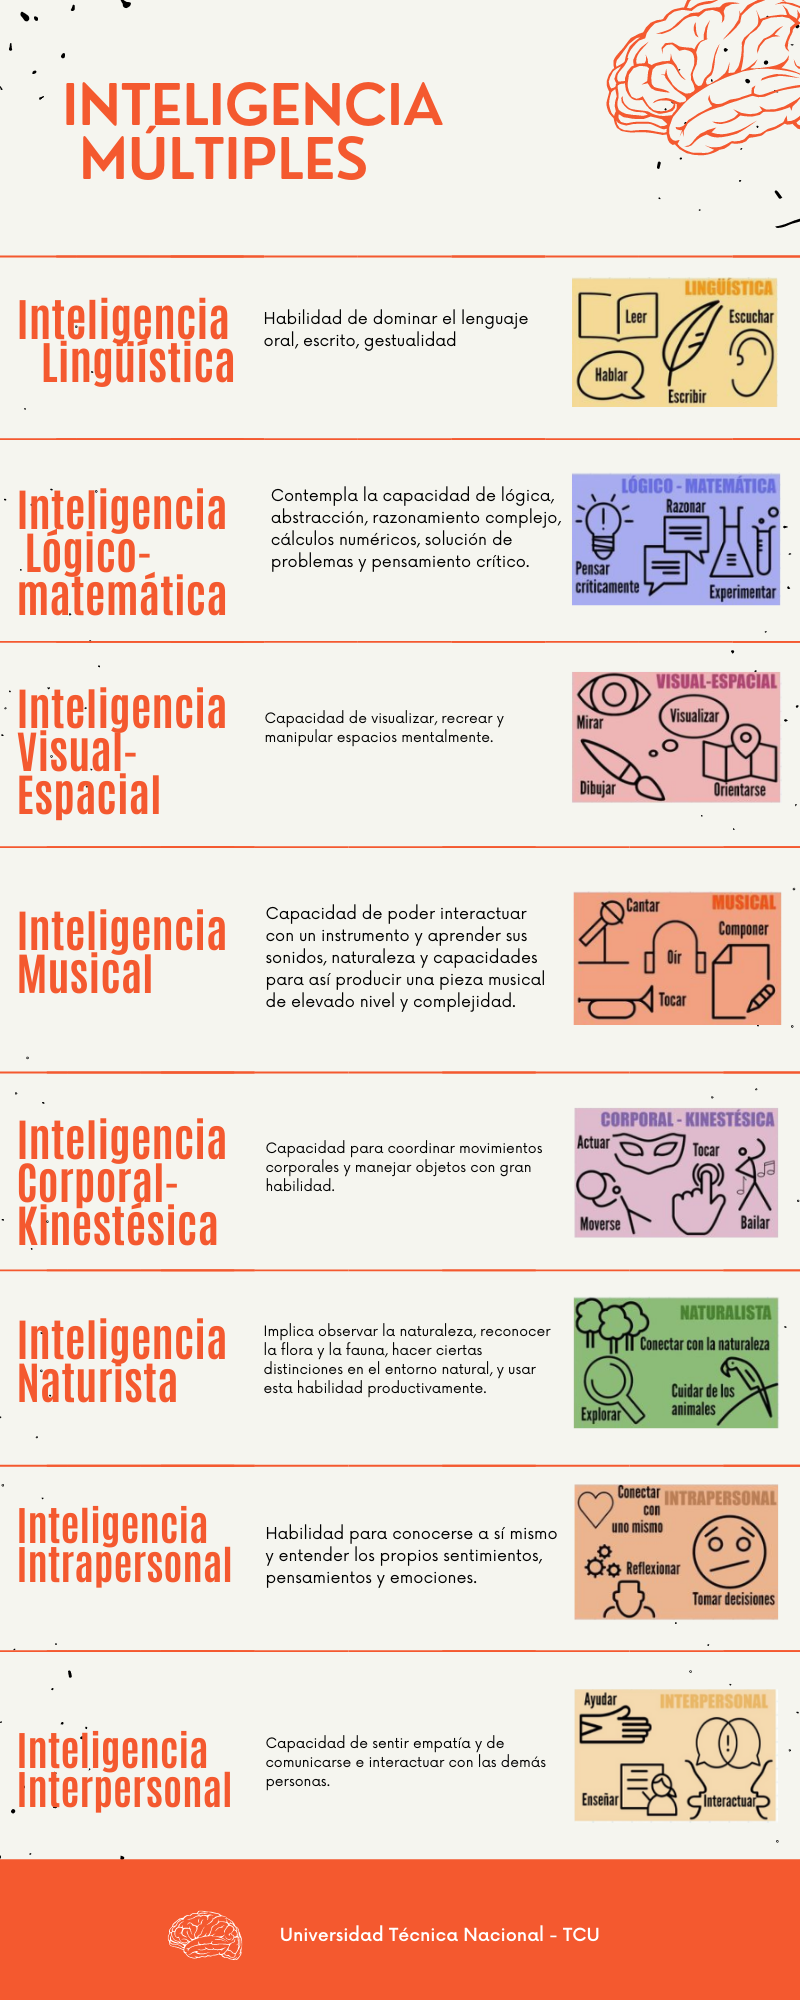 INTELIGENCIA
MÚLTIPLES
Inteligencia
Lingüística
Habilidad de dominar el lenguaje
oral, escrito, gestualidad
LINGÜÍSTICA
Leer
Escuchar
Hablar
Escribir
Inteligencia
Lógico-
matemática
Contempla la capacidad de lógica,
abstracción, razonamiento complejo,
cálculos numéricos, solución de
problemas y pensamiento crítico.
LÓGICO - MATEMÁTICA
Razonar
Pensar
críticamente
Experimentar
Inteligencia
Visual-
Espacial
Capacidad de visualizar, recrear y
manipular espacios mentalmente.
VISUAL-ESPACIAL
Mirar
Visualizar
Dibujar
Orientarse
Inteligencia
Musical
Capacidad de poder interactuar
con un instrumento y aprender sus
sonidos, naturaleza y capacidades
para así producir una pieza musical
de elevado nivel y complejidad.
MUSICAL
Cantar
Componer
Oir
Tocar
Inteligencia
Corporal-
Kinestésica
Capacidad para coordinar movimientos
corporales y manejar objetos con gran
habilidad.
CORPORAL - KINESTÉSICA
Actuar
Tocar
Moverse
Bailar
Inteligencia
Naturista
Implica observar la naturaleza, reconocer
la flora y la fauna, hacer ciertas
distinciones en el entorno natural, y usar
esta habilidad productivamente.
NATURALISTA
Conectar con la naturaleza
Cuidar de los
animales
Explorar
Inteligencia
Intrapersonal
Habilidad para conocerse a sí mismo
y entender los propios sentimientos,
pensamientos y emociones.
INTRAPERSONAL
Conectar
con
uno mismo
Reflexionar
Tomar decisiones
Inteligencia
Interpersonal
Capacidad de sentir empatía y de
comunicarse e interactuar con las demás
personas.
INTERPERSONAL
Ayudar
Enseñar
Interactuar
Universidad Técnica Nacional - TCU